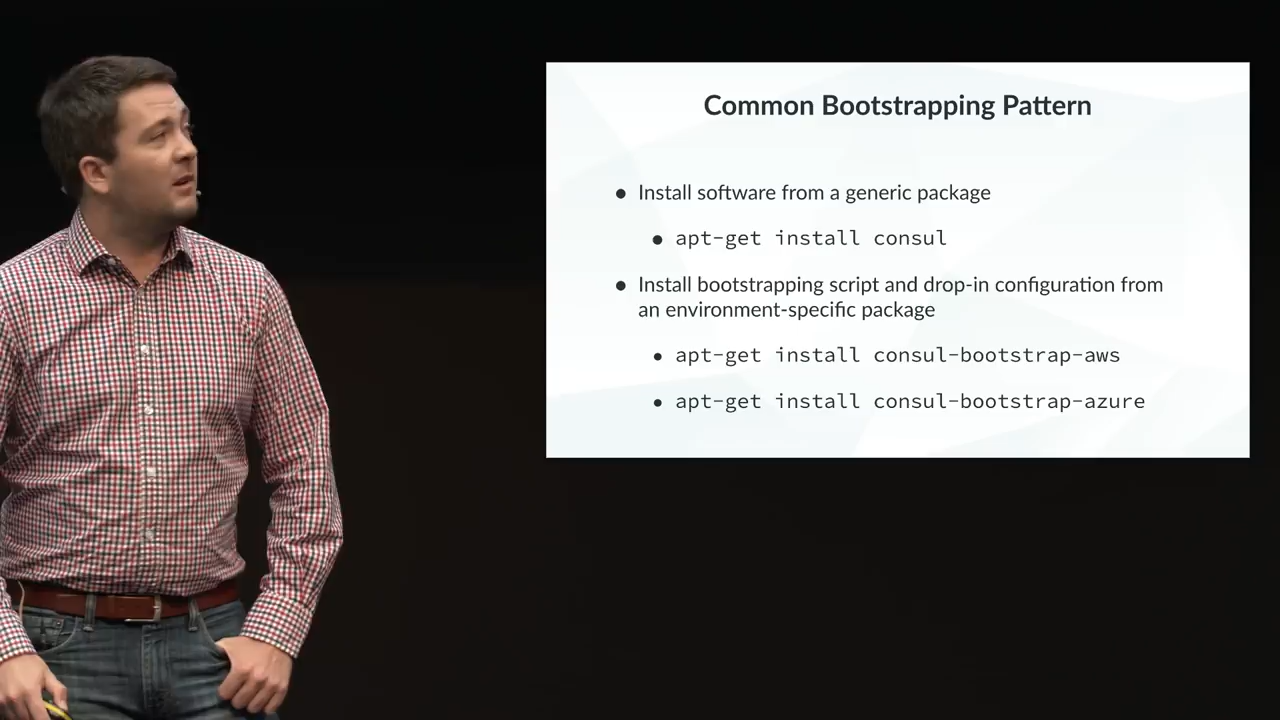 Common Bootstrapping Pattern
● Install software from a generic package
● apt-get install consul
● Install bootstrapping script and drop-in configuration from
an environment-specific package
● apt-get install consul-bootstrap-aws
● apt-get install consul-bootstrap-azure